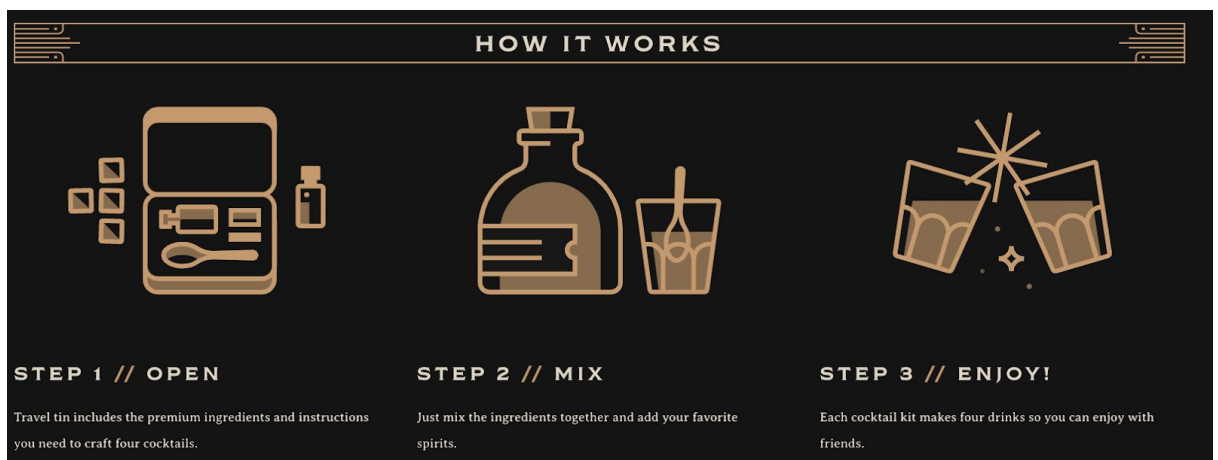 HOW IT WORKS
STEP 1 // OPEN
Travel tin includes the premium ingredients and instructions
you need to craft four cocktails.
STEP 2 // MIX
Just mix the ingredients together and add your favorite
spirits.
STEP 3 // ENJOY!
Each cocktail kit makes four drinks so you can enjoy with
friends.